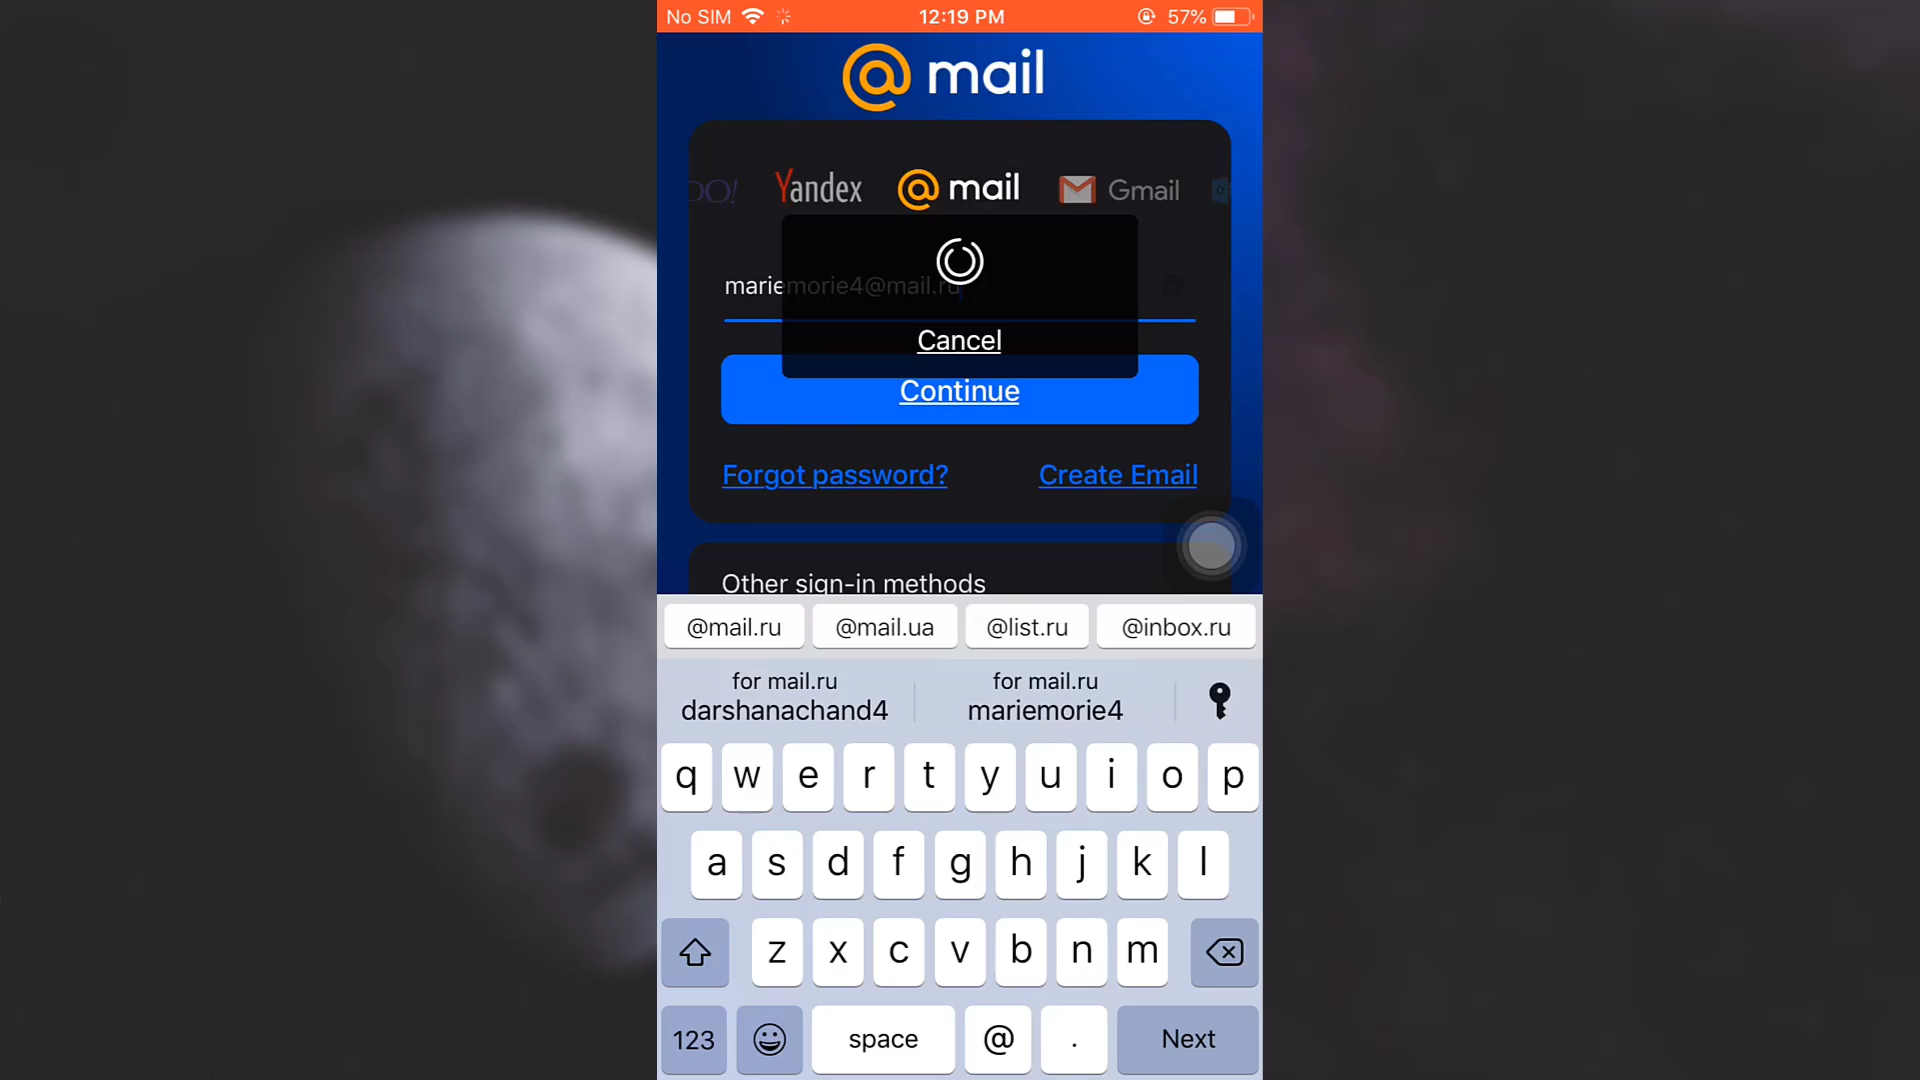 No SIM 12:19 PM 57%
@ mail
OO! Yandex @ mail Gmail
mariemorie4@mail.ru
Cancel
Continue
Forgot password? Create Email
Other sign-in methods
@mail.ru @mail.ua @list.ru @inbox.ru
for mail.ru for mail.ru
darshanachand4 mariemorie4
q w e r t y u i o p
a s d f g h j k l
z x c v b n m
123 space @ . Next